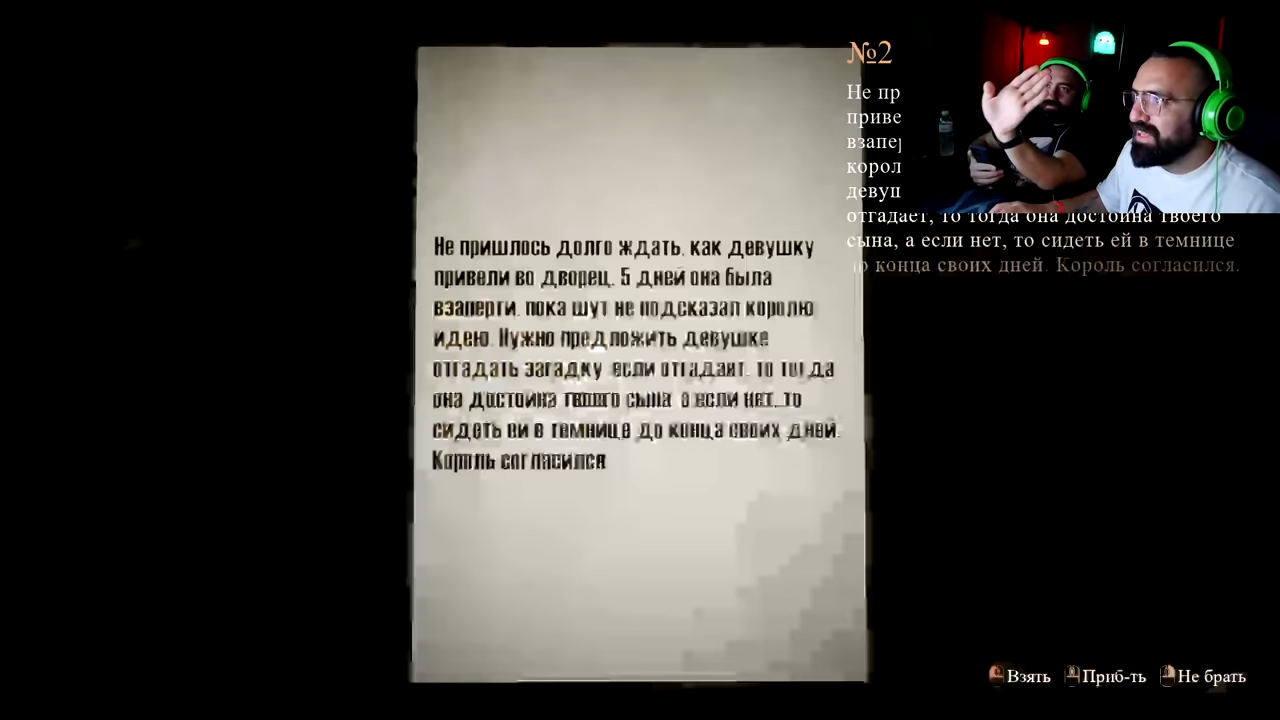 Не пришлось долго ждать, как девушку
привели во дворец. 5 дней она была
взаперти, пока шут не подсказал королю
идею. Нужно предложить девушке
отгадать загадку, если отгадает, то тогда
она достойна твоего сына, а если нет, то
сидеть ей в темнице до конца своих дней.
Король согласился
№2
Не пр
приве
взапер
корол
девуш
отгадает, то тогда она достойна твоего
сына, а если нет, то сидеть ей в темнице
до конца своих дней. Король согласился.
Взять
Приб-ть
Не брать